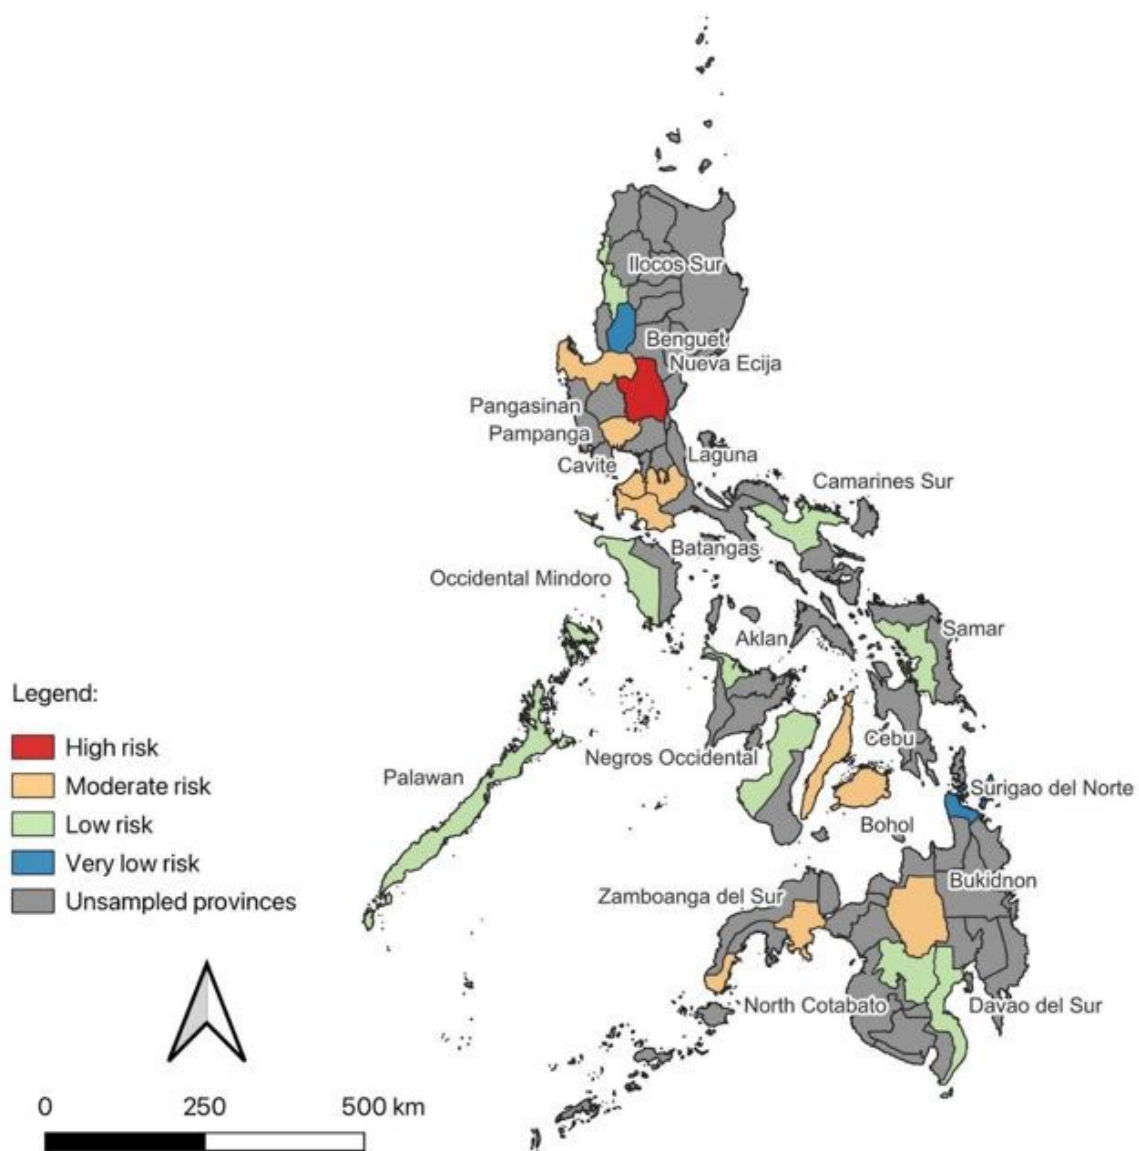 Ilocos Sur
Benguet
Nueva Ecija
Pangasinan
Pampanga
Cavite
Laguna
Camarines Sur
Batangas
Occidental Mindoro
Aklan
Samar
Legend:
High risk
Moderate risk
Low risk
Very low risk
Unsampled provinces
Palawan
Negros Occidental
Cebu
Surigao del Norte
Bohol
Bukidnon
Zamboanga del Sur
North Cotabato
Davao del Sur
0 250 500 km